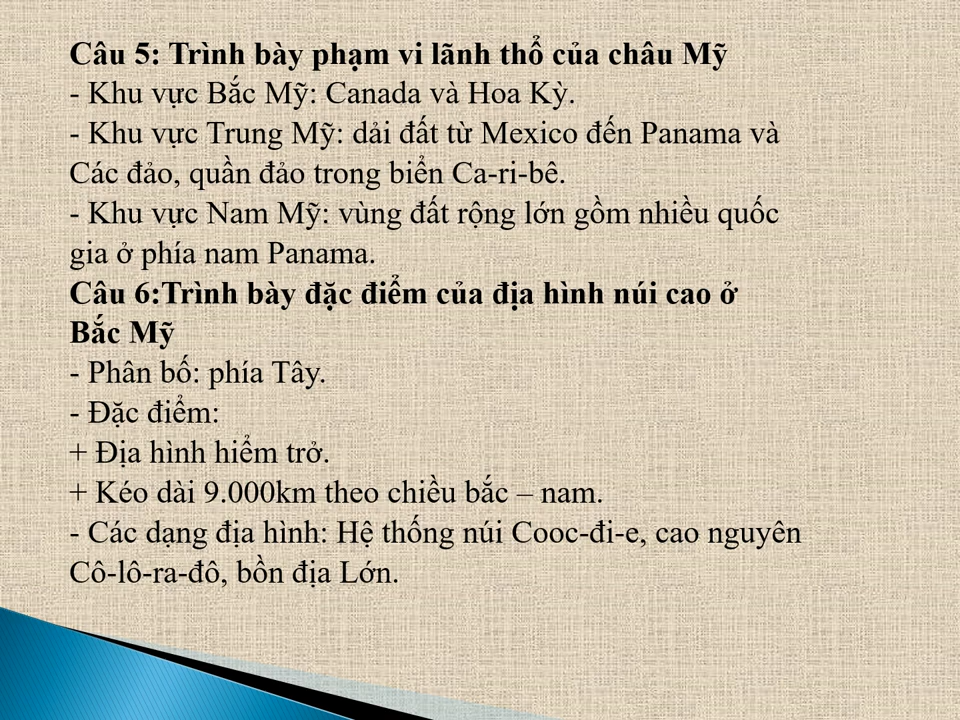 Câu 5: Trình bày phạm vi lãnh thổ của châu Mỹ
- Khu vực Bắc Mỹ: Canada và Hoa Kỳ.
- Khu vực Trung Mỹ: dải đất từ Mexico đến Panama và
Các đảo, quần đảo trong biển Ca-ri-bê.
- Khu vực Nam Mỹ: vùng đất rộng lớn gồm nhiều quốc
gia ở phía nam Panama.
Câu 6:Trình bày đặc điểm của địa hình núi cao ở
Bắc Mỹ
- Phân bố: phía Tây.
- Đặc điểm:
+ Địa hình hiểm trở.
+ Kéo dài 9.000km theo chiều bắc – nam.
- Các dạng địa hình: Hệ thống núi Cooc-đi-e, cao nguyên
Cô-lô-ra-đô, bồn địa Lớn.